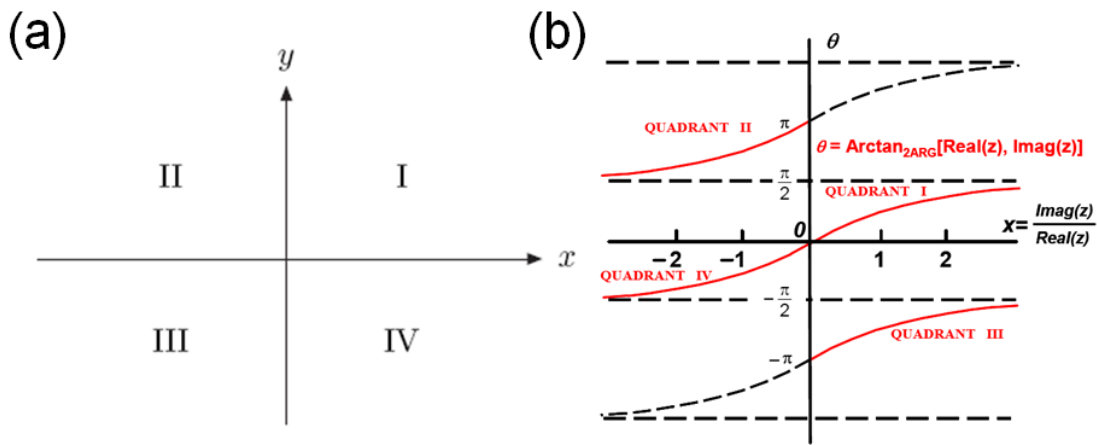 (a)
y
II
I
x
III
IV
(b)
θ
QUADRANT II
π
θ = Arctan2ARG[Real(z), Imag(z)]
π/2
QUADRANT I
0
x= Imag(z)/Real(z)
−2
−1
1
2
QUADRANT IV
−π/2
QUADRANT III
−π